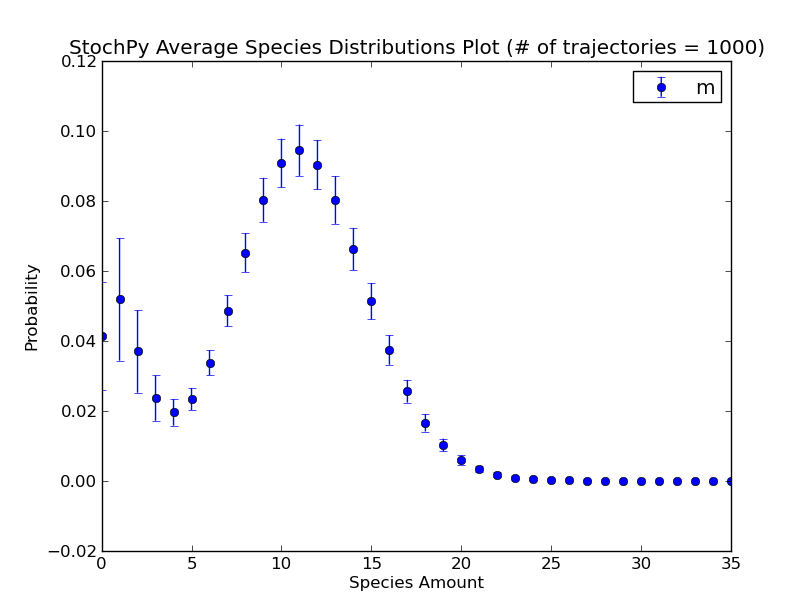 StochPy Average Species Distributions Plot (# of trajectories = 1000)
0.12
0.10
0.08
0.06
0.04
0.02
0.00
−0.02
Probability
m
0 5 10 15 20 25 30 35
Species Amount